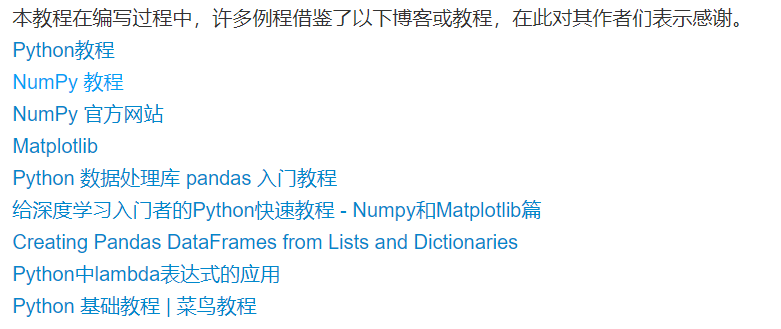 本教程在编写过程中，许多例程借鉴了以下博客或教程，在此对其作者们表示感谢。
Python教程
NumPy 教程
NumPy 官方网站
Matplotlib
Python 数据处理库 pandas 入门教程
给深度学习入门者的Python快速教程 - Numpy和Matplotlib篇
Creating Pandas DataFrames from Lists and Dictionaries
Python中lambda表达式的应用
Python 基础教程 | 菜鸟教程